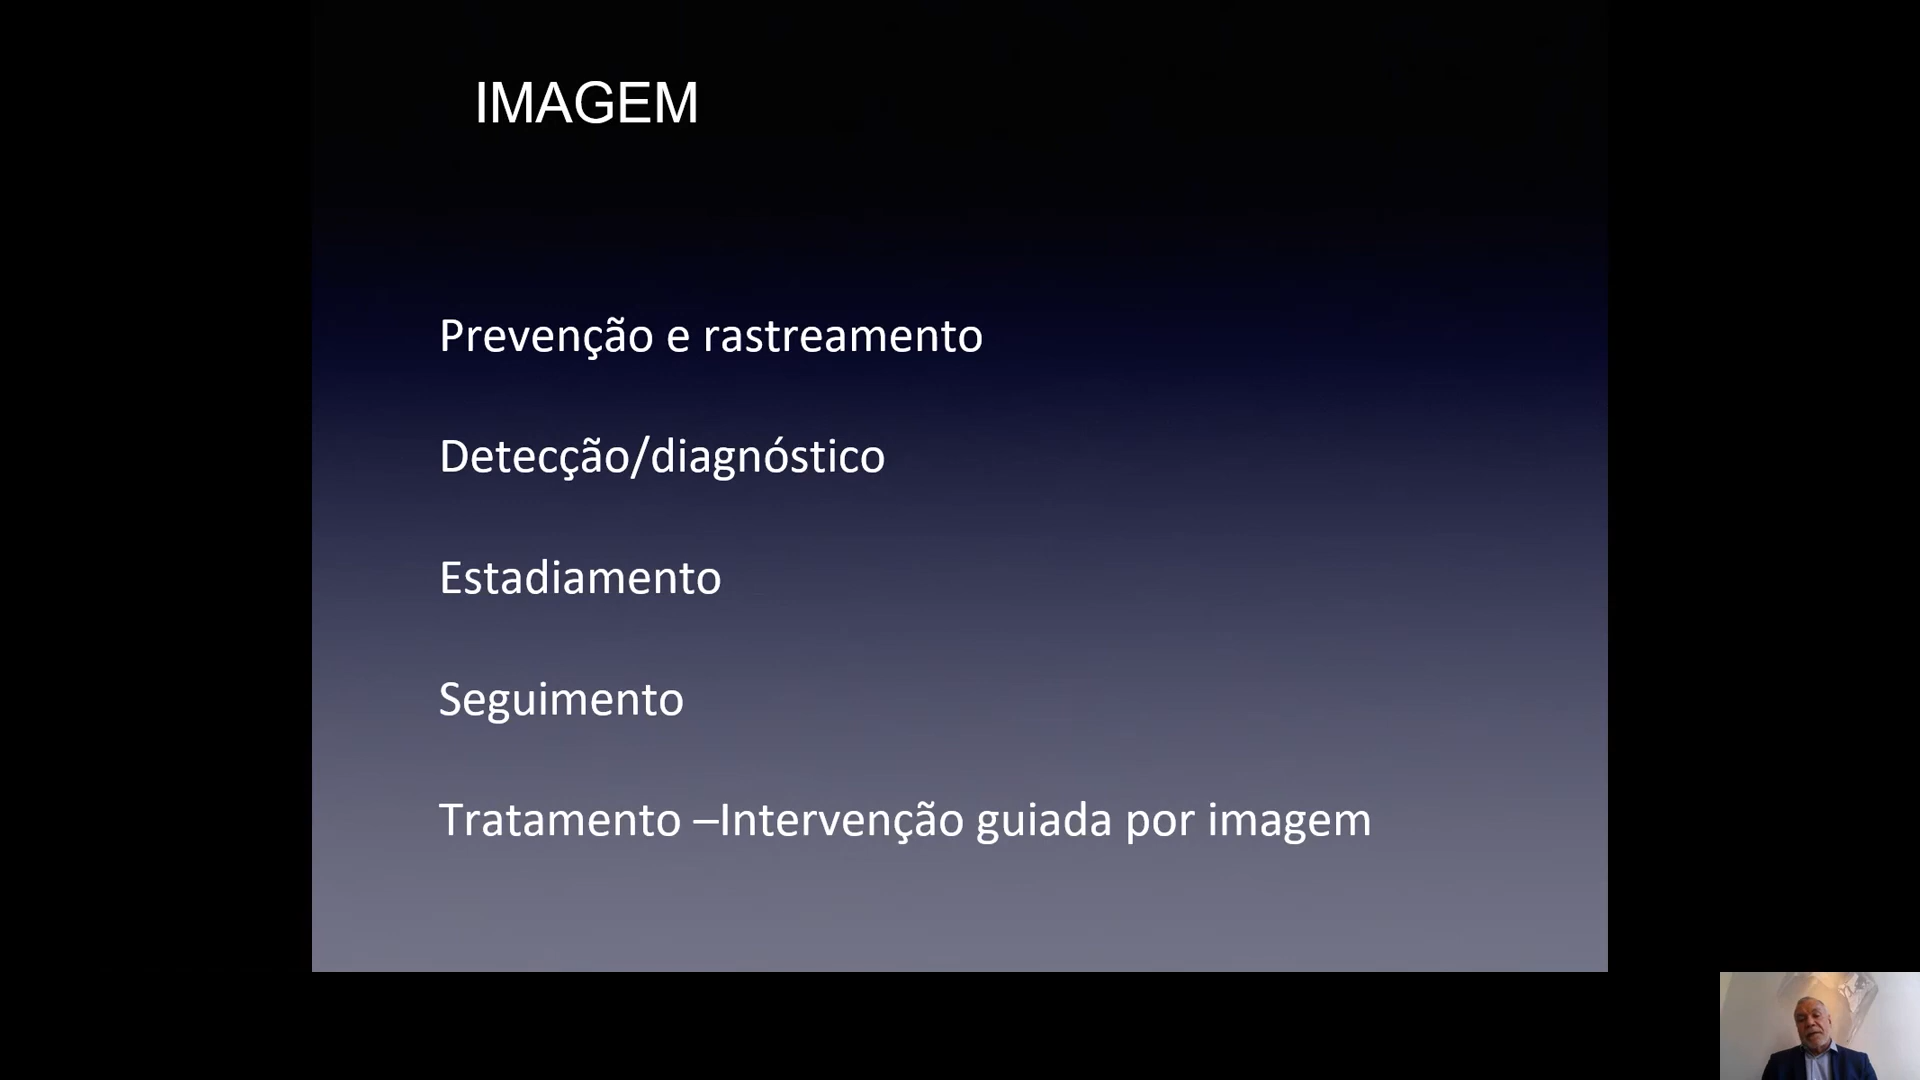 IMAGEM
Prevenção e rastreamento
Detecção/diagnóstico
Estadiamento
Seguimento
Tratamento –Intervenção guiada por imagem